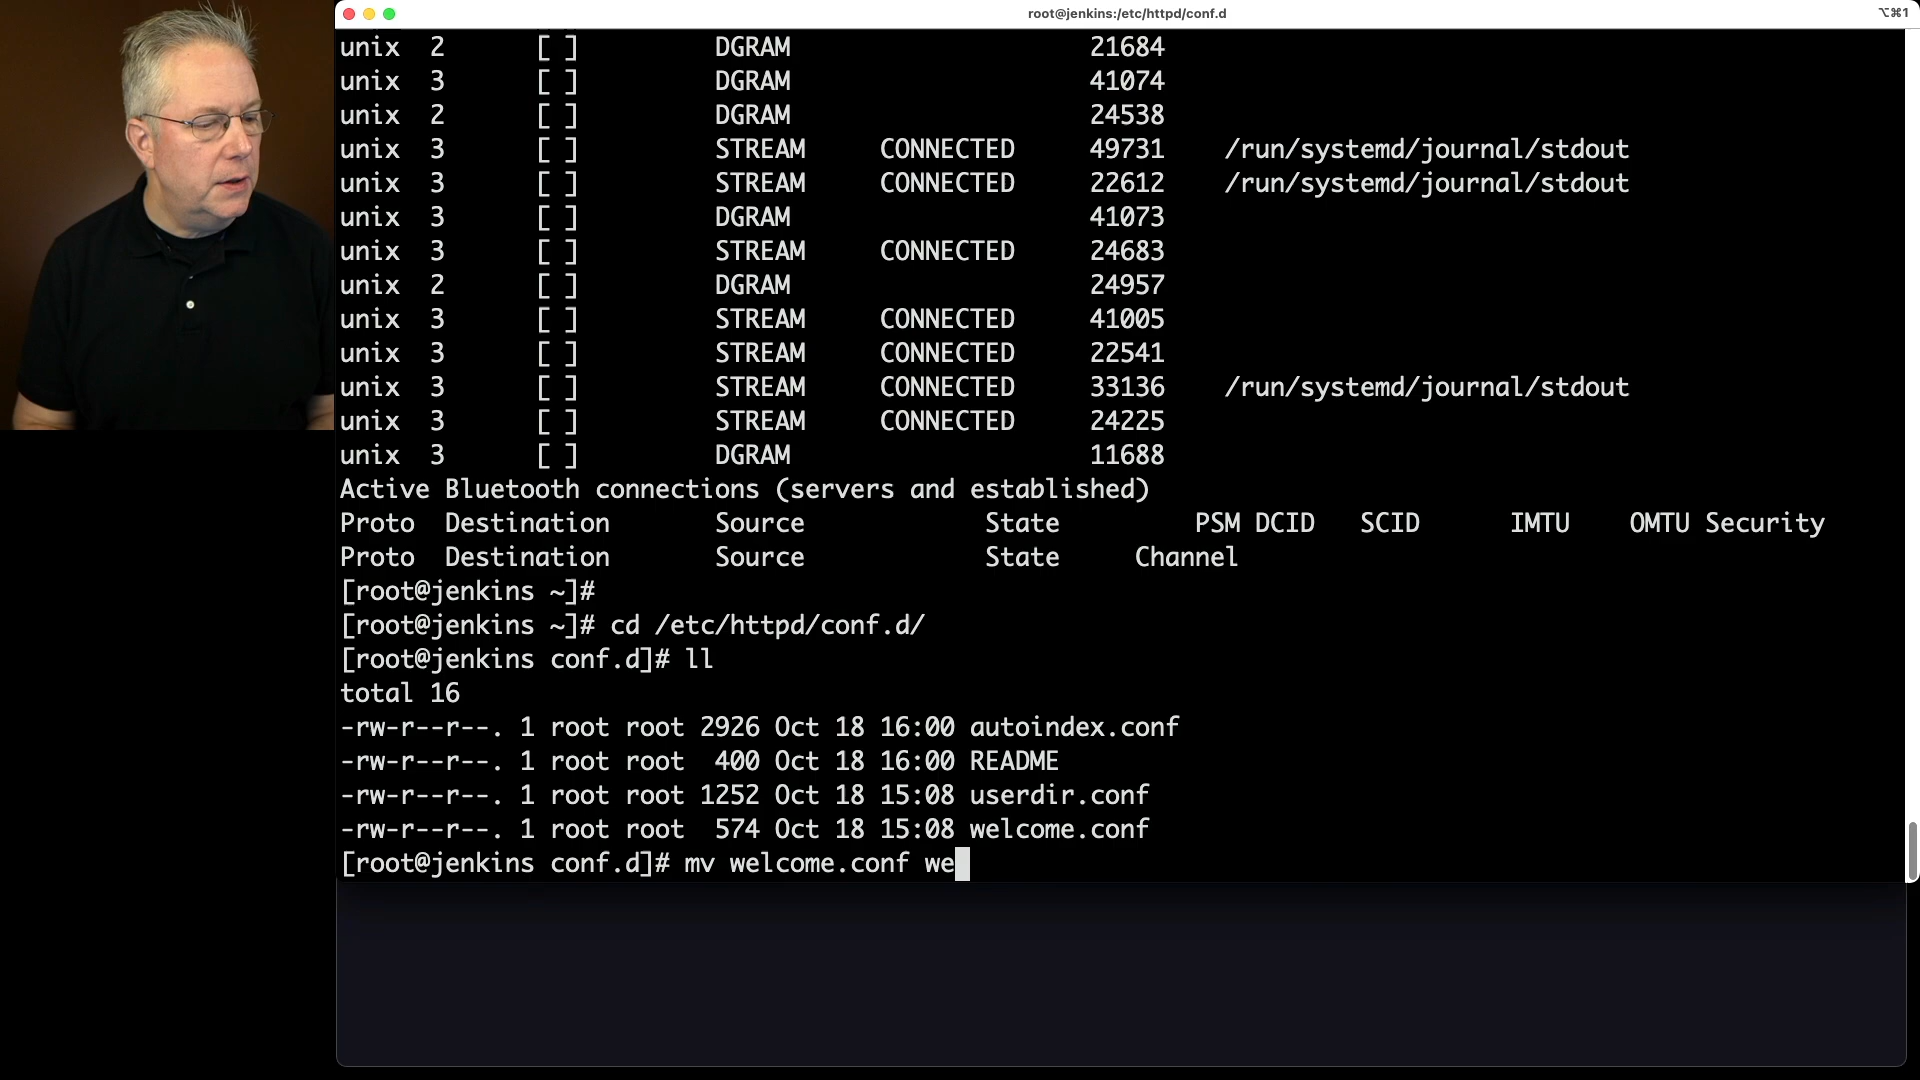 root@jenkins:/etc/httpd/conf.d
⌥⌘1
unix 2 [ ] DGRAM 21684
unix 3 [ ] DGRAM 41074
unix 2 [ ] DGRAM 24538
unix 3 [ ] STREAM CONNECTED 49731 /run/systemd/journal/stdout
unix 3 [ ] STREAM CONNECTED 22612 /run/systemd/journal/stdout
unix 3 [ ] DGRAM 41073
unix 3 [ ] STREAM CONNECTED 24683
unix 2 [ ] DGRAM 24957
unix 3 [ ] STREAM CONNECTED 41005
unix 3 [ ] STREAM CONNECTED 22541
unix 3 [ ] STREAM CONNECTED 33136 /run/systemd/journal/stdout
unix 3 [ ] STREAM CONNECTED 24225
unix 3 [ ] DGRAM 11688
Active Bluetooth connections (servers and established)
Proto Destination Source State PSM DCID SCID IMTU OMTU Security
Proto Destination Source State Channel
[root@jenkins ~]#
[root@jenkins ~]# cd /etc/httpd/conf.d/
[root@jenkins conf.d]# ll
total 16
-rw-r--r--. 1 root root 2926 Oct 18 16:00 autoindex.conf
-rw-r--r--. 1 root root 400 Oct 18 16:00 README
-rw-r--r--. 1 root root 1252 Oct 18 15:08 userdir.conf
-rw-r--r--. 1 root root 574 Oct 18 15:08 welcome.conf
[root@jenkins conf.d]# mv welcome.conf we